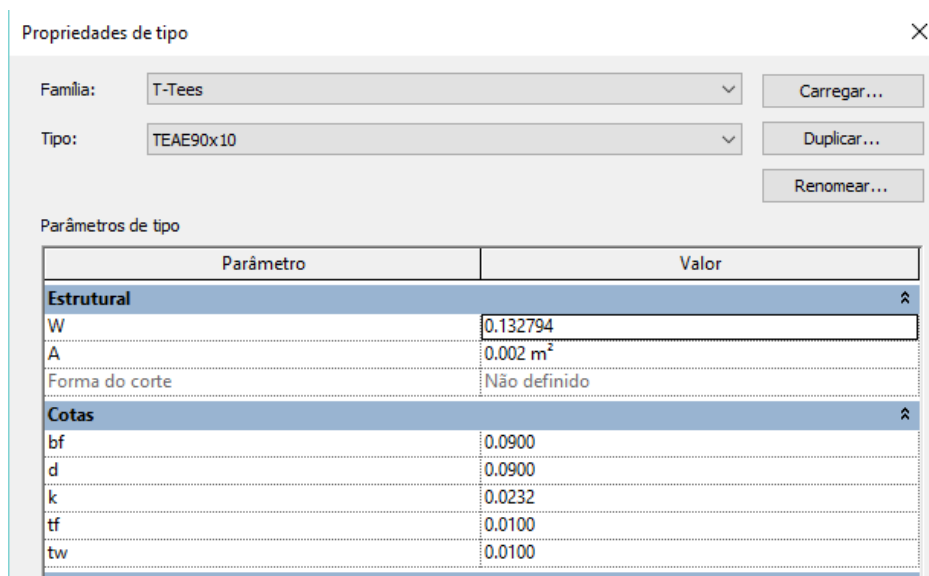 Propriedades de tipo
Família: T-Tees Carregar...
Tipo: TEAE90x10 Duplicar...
Renomear...
Parâmetros de tipo
Parâmetro Valor
Estrutural
W 0.132794
A 0.002 m²
Forma do corte Não definido
Cotas
bf 0.0900
d 0.0900
k 0.0232
tf 0.0100
tw 0.0100